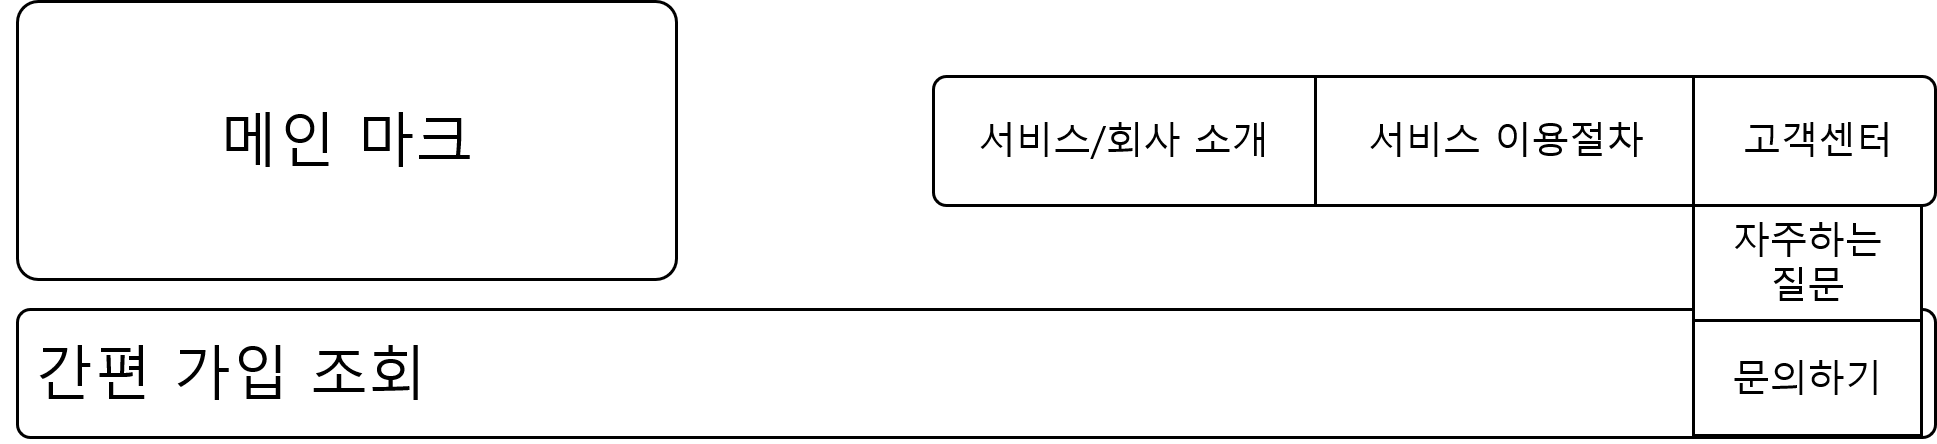 메인 마크
서비스/회사 소개
서비스 이용절차
고객센터
자주하는
질문
간편 가입 조회
문의하기